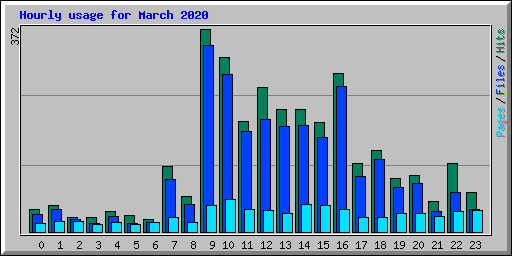 Hourly usage for March 2020
372
Pages/Files/Hits
0 1 2 3 4 5 6 7 8 9 10 11 12 13 14 15 16 17 18 19 20 21 22 23